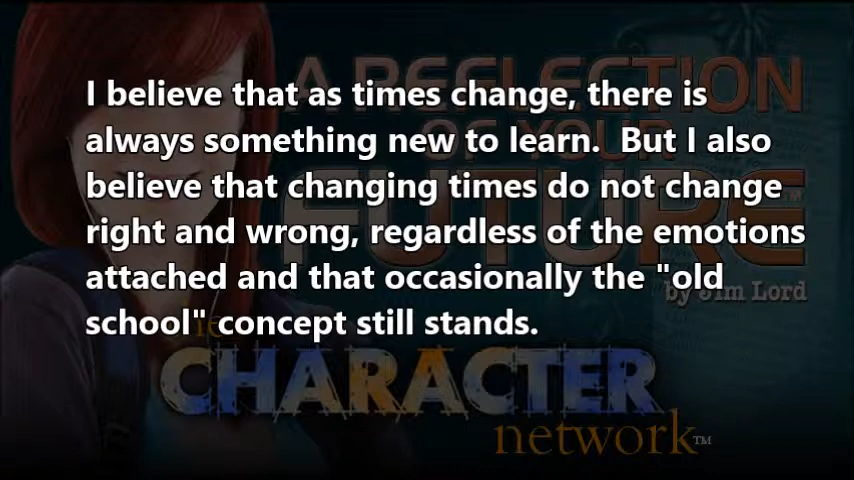 I believe that as times change, there is
always something new to learn.  But I also
believe that changing times do not change
right and wrong, regardless of the emotions
attached and that occasionally the "old
school" concept still stands.
A REFLECTION
OF YOUR
FUTURE™
by Jim Lord
the
CHARACTER
network™